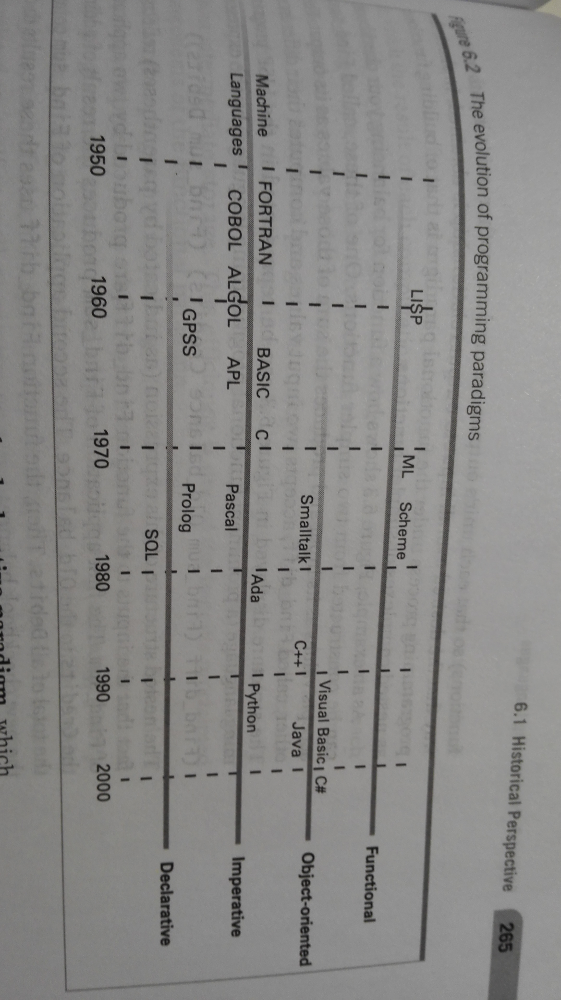 6.1 Historical Perspective 265
Figure 6.2 The evolution of programming paradigms
LISP ML Scheme
Functional
Smalltalk C++ Visual Basic Java C#
Object-oriented
Machine Languages FORTRAN BASIC C Ada Python
COBOL ALGOL APL Pascal
Imperative
GPSS Prolog
SQL
Declarative
1950 1960 1970 1980 1990 2000
paradigm, which